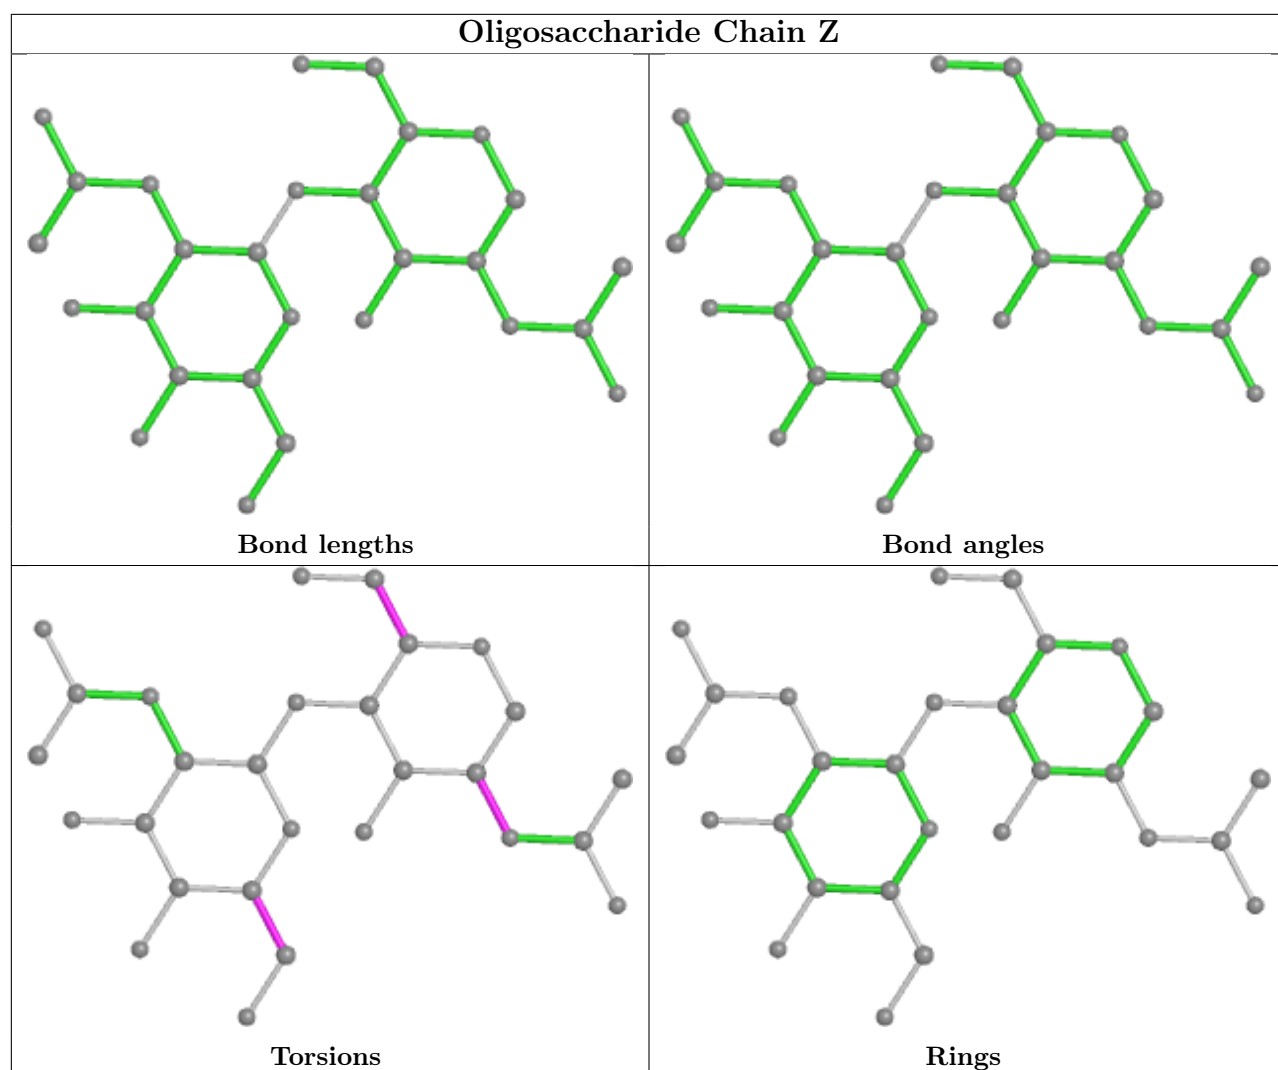 Oligosaccharide Chain Z
Bond lengths
Bond angles
Torsions
Rings